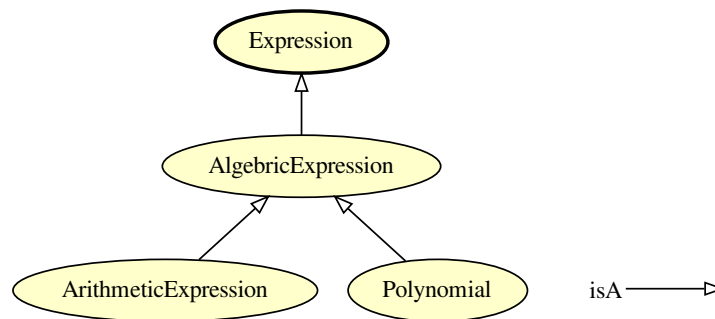 Expression
AlgebricExpression
ArithmeticExpression
Polynomial
isA